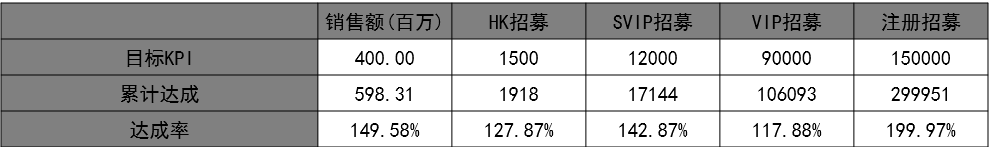 销售额(百万) HK招募 SVIP招募 VIP招募 注册招募
目标KPI 400.00 1500 12000 90000 150000
累计达成 598.31 1918 17144 106093 299951
达成率 149.58% 127.87% 142.87% 117.88% 199.97%